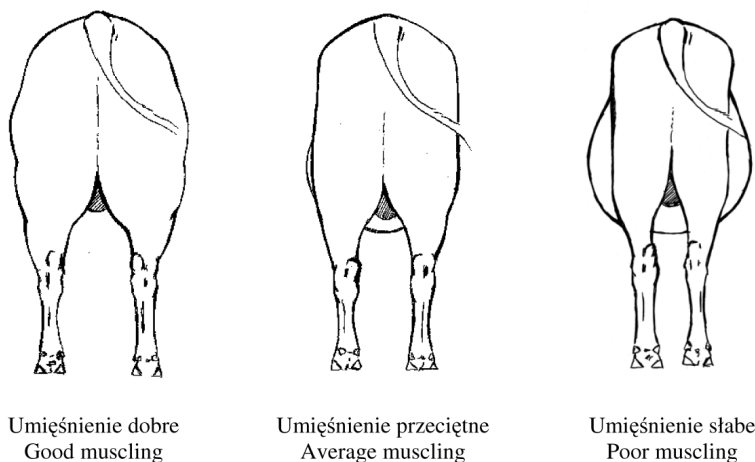 Umięśnienie dobre
Good muscling
Umięśnienie przeciętne
Average muscling
Umięśnienie słabe
Poor muscling